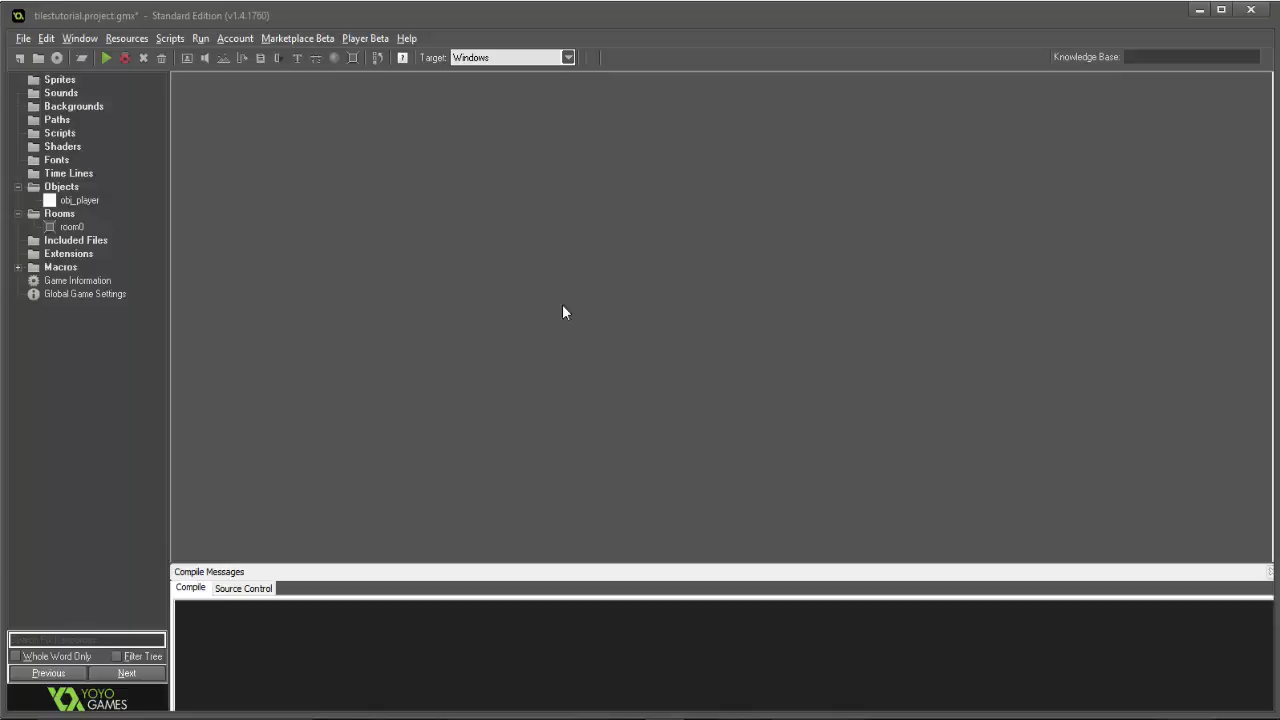 tilestutorial.project.gmx* - Standard Edition (v1.4.1760)
File Edit Window Resources Scripts Run Account Marketplace Beta Player Beta Help
Target: Windows Knowledge Base:
Sprites
Sounds
Backgrounds
Paths
Scripts
Shaders
Fonts
Time Lines
Objects
obj_player
Rooms
room0
Included Files
Extensions
Macros
Game Information
Global Game Settings
Compile Messages
Compile Source Control
Whole Word Only Filter Tree
Previous Next
YOYO
GAMES